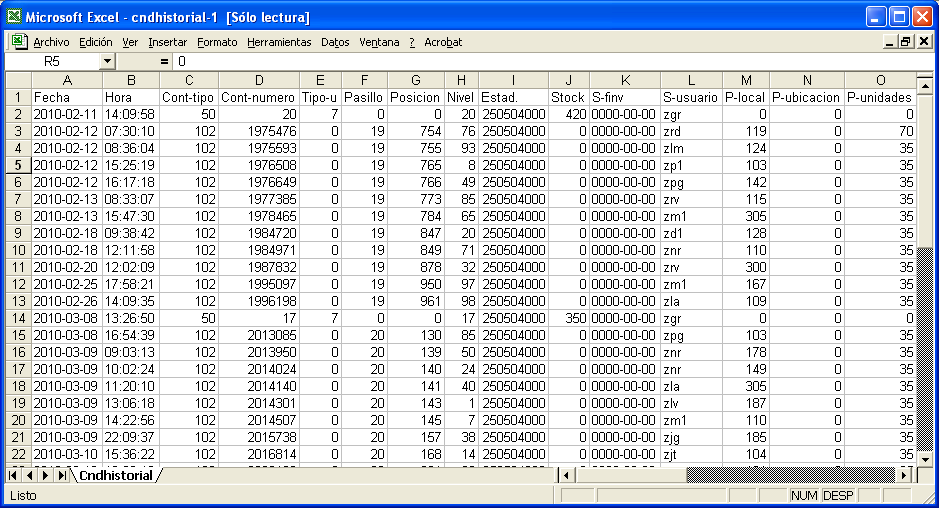 Microsoft Excel - cndhistorial-1 [Sólo lectura]
Archivo Edición Ver Insertar Formato Herramientas Datos Ventana ? Acrobat
R5 = 0
A B C D E F G H I J K L M N O
1 Fecha Hora Cont-tipo Cont-numero Tipo-u Pasillo Posicion Nivel Estad. Stock S-finv S-usuario P-local P-ubicacion P-unidades
2 2010-02-11 14:09:58 50 20 7 0 0 20 250504000 420 0000-00-00 zgr 0 0 0
3 2010-02-12 07:30:10 102 1975476 0 19 754 76 250504000 0 0000-00-00 zrd 119 0 70
4 2010-02-12 08:36:04 102 1975593 0 19 755 93 250504000 0 0000-00-00 zlm 124 0 35
5 2010-02-12 15:25:19 102 1976508 0 19 765 8 250504000 0 0000-00-00 zp1 103 0 35
6 2010-02-12 16:17:18 102 1976649 0 19 766 49 250504000 0 0000-00-00 zpg 142 0 35
7 2010-02-13 08:33:07 102 1977385 0 19 773 85 250504000 0 0000-00-00 zrv 115 0 35
8 2010-02-13 15:47:30 102 1978465 0 19 784 65 250504000 0 0000-00-00 zm1 305 0 35
9 2010-02-18 09:38:42 102 1984720 0 19 847 20 250504000 0 0000-00-00 zd1 128 0 35
10 2010-02-18 12:11:58 102 1984971 0 19 849 71 250504000 0 0000-00-00 znr 110 0 35
11 2010-02-20 12:02:09 102 1987832 0 19 878 32 250504000 0 0000-00-00 zrv 300 0 35
12 2010-02-25 17:58:21 102 1995097 0 19 950 97 250504000 0 0000-00-00 zm1 167 0 35
13 2010-02-26 14:09:35 102 1996198 0 19 961 98 250504000 0 0000-00-00 zla 109 0 35
14 2010-03-08 13:26:50 50 17 7 0 0 17 250504000 350 0000-00-00 zgr 0 0 0
15 2010-03-08 16:54:39 102 2013085 0 20 130 85 250504000 0 0000-00-00 zpg 103 0 35
16 2010-03-09 09:03:13 102 2013950 0 20 139 50 250504000 0 0000-00-00 znr 178 0 35
17 2010-03-09 10:02:24 102 2014024 0 20 140 24 250504000 0 0000-00-00 znr 149 0 35
18 2010-03-09 11:20:10 102 2014140 0 20 141 40 250504000 0 0000-00-00 zla 305 0 35
19 2010-03-09 13:06:18 102 2014301 0 20 143 1 250504000 0 0000-00-00 zlv 187 0 35
20 2010-03-09 14:22:56 102 2014507 0 20 145 7 250504000 0 0000-00-00 zm1 110 0 35
21 2010-03-09 22:09:37 102 2015738 0 20 157 38 250504000 0 0000-00-00 zjg 185 0 35
22 2010-03-10 15:36:22 102 2016814 0 20 168 14 250504000 0 0000-00-00 zjt 104 0 35
Cndhistorial
Listo NUM DESP